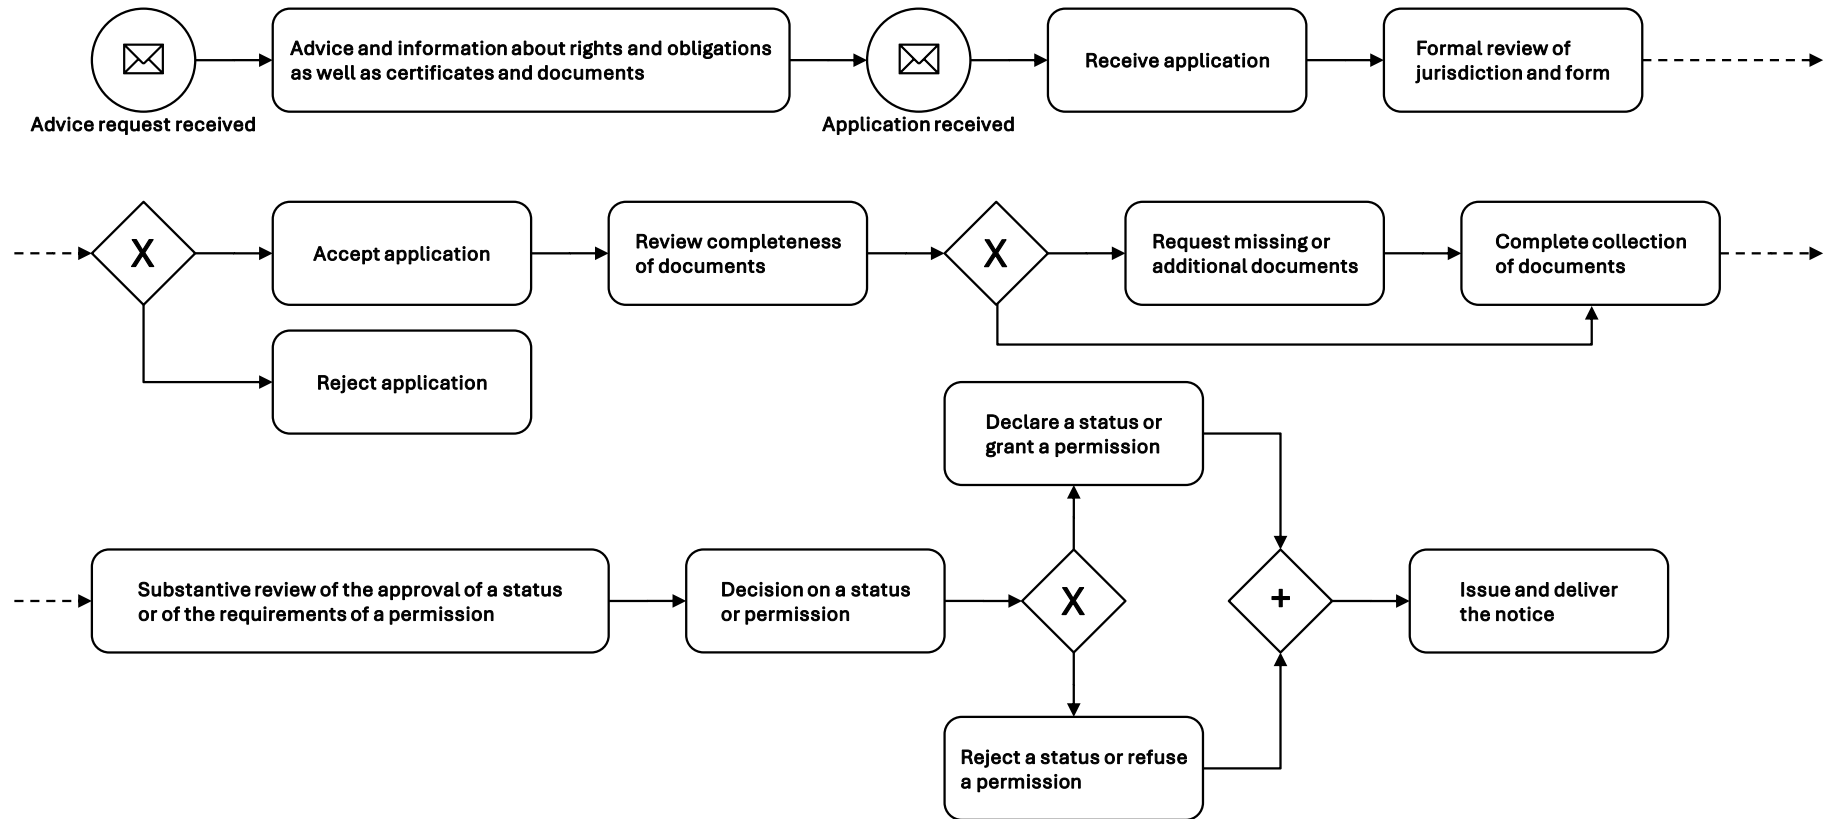 Advice and information about rights and obligations
as well as certificates and documents
Receive application
Formal review of
jurisdiction and form
Advice request received
Application received
X
Accept application
Review completeness
of documents
X
Request missing or
additional documents
Complete collection
of documents
Reject application
Declare a status or
grant a permission
Substantive review of the approval of a status
or of the requirements of a permission
Decision on a status
or permission
X
+
Issue and deliver
the notice
Reject a status or refuse
a permission